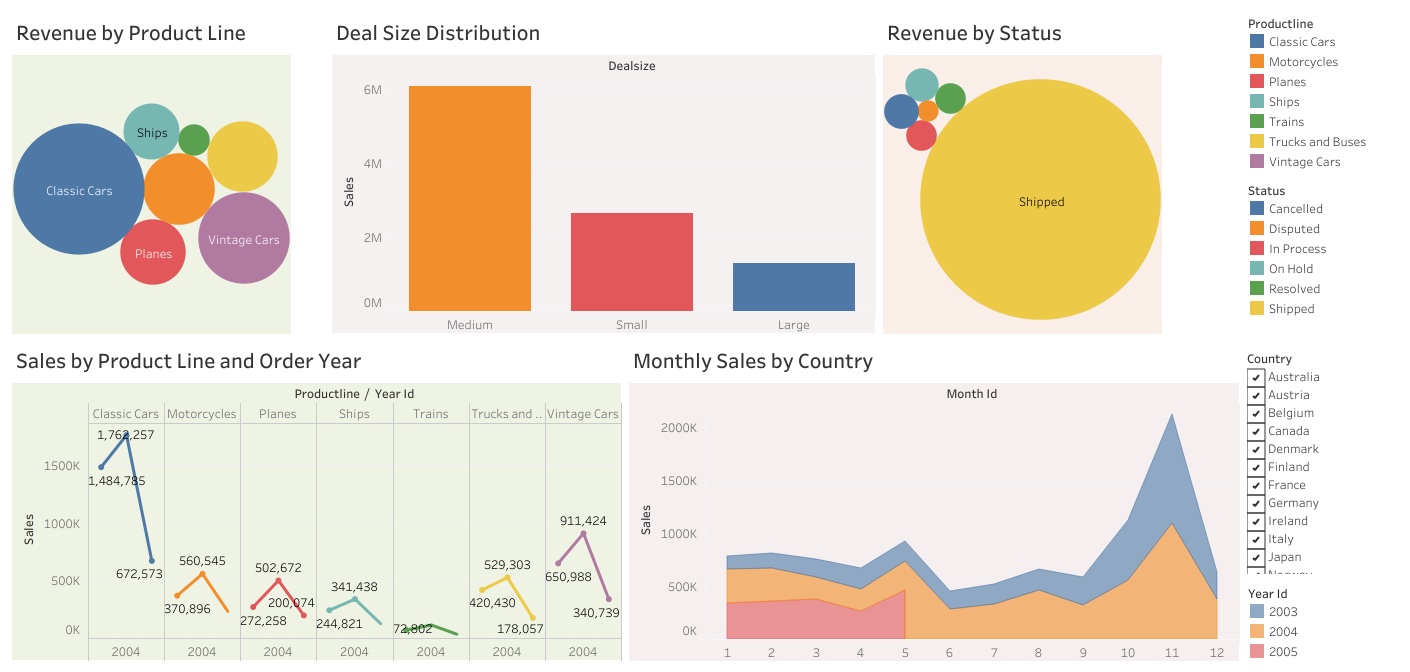 Revenue by Product Line
Classic Cars
Ships
Planes
Vintage Cars
Deal Size Distribution
Dealsize
Sales
6M
4M
2M
0M
Medium
Small
Large
Revenue by Status
Shipped
Productline
Classic Cars
Motorcycles
Planes
Ships
Trains
Trucks and Buses
Vintage Cars
Status
Cancelled
Disputed
In Process
On Hold
Resolved
Shipped
Sales by Product Line and Order Year
Productline / Year Id
Classic Cars
Motorcycles
Planes
Ships
Trains
Trucks and ..
Vintage Cars
Sales
1500K
1000K
500K
0K
1,762,257
1,484,785
672,573
560,545
370,896
502,672
200,074
272,258
341,438
244,821
72,802
529,303
420,430
178,057
911,424
650,988
340,739
2004
2004
2004
2004
2004
2004
2004
Monthly Sales by Country
Month Id
Sales
2000K
1500K
1000K
500K
0K
1
2
3
4
5
6
7
8
9
10
11
12
Country
Australia
Austria
Belgium
Canada
Denmark
Finland
France
Germany
Ireland
Italy
Japan
Norway
Year Id
2003
2004
2005